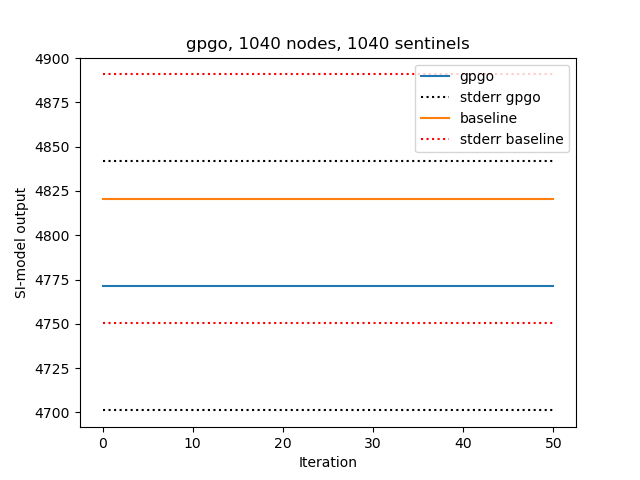 gpgo, 1040 nodes, 1040 sentinels
4900
4875
4850
4825
4800
4775
4750
4725
4700
SI-model output
gpgo
stderr gpgo
baseline
stderr baseline
0 10 20 30 40 50
Iteration